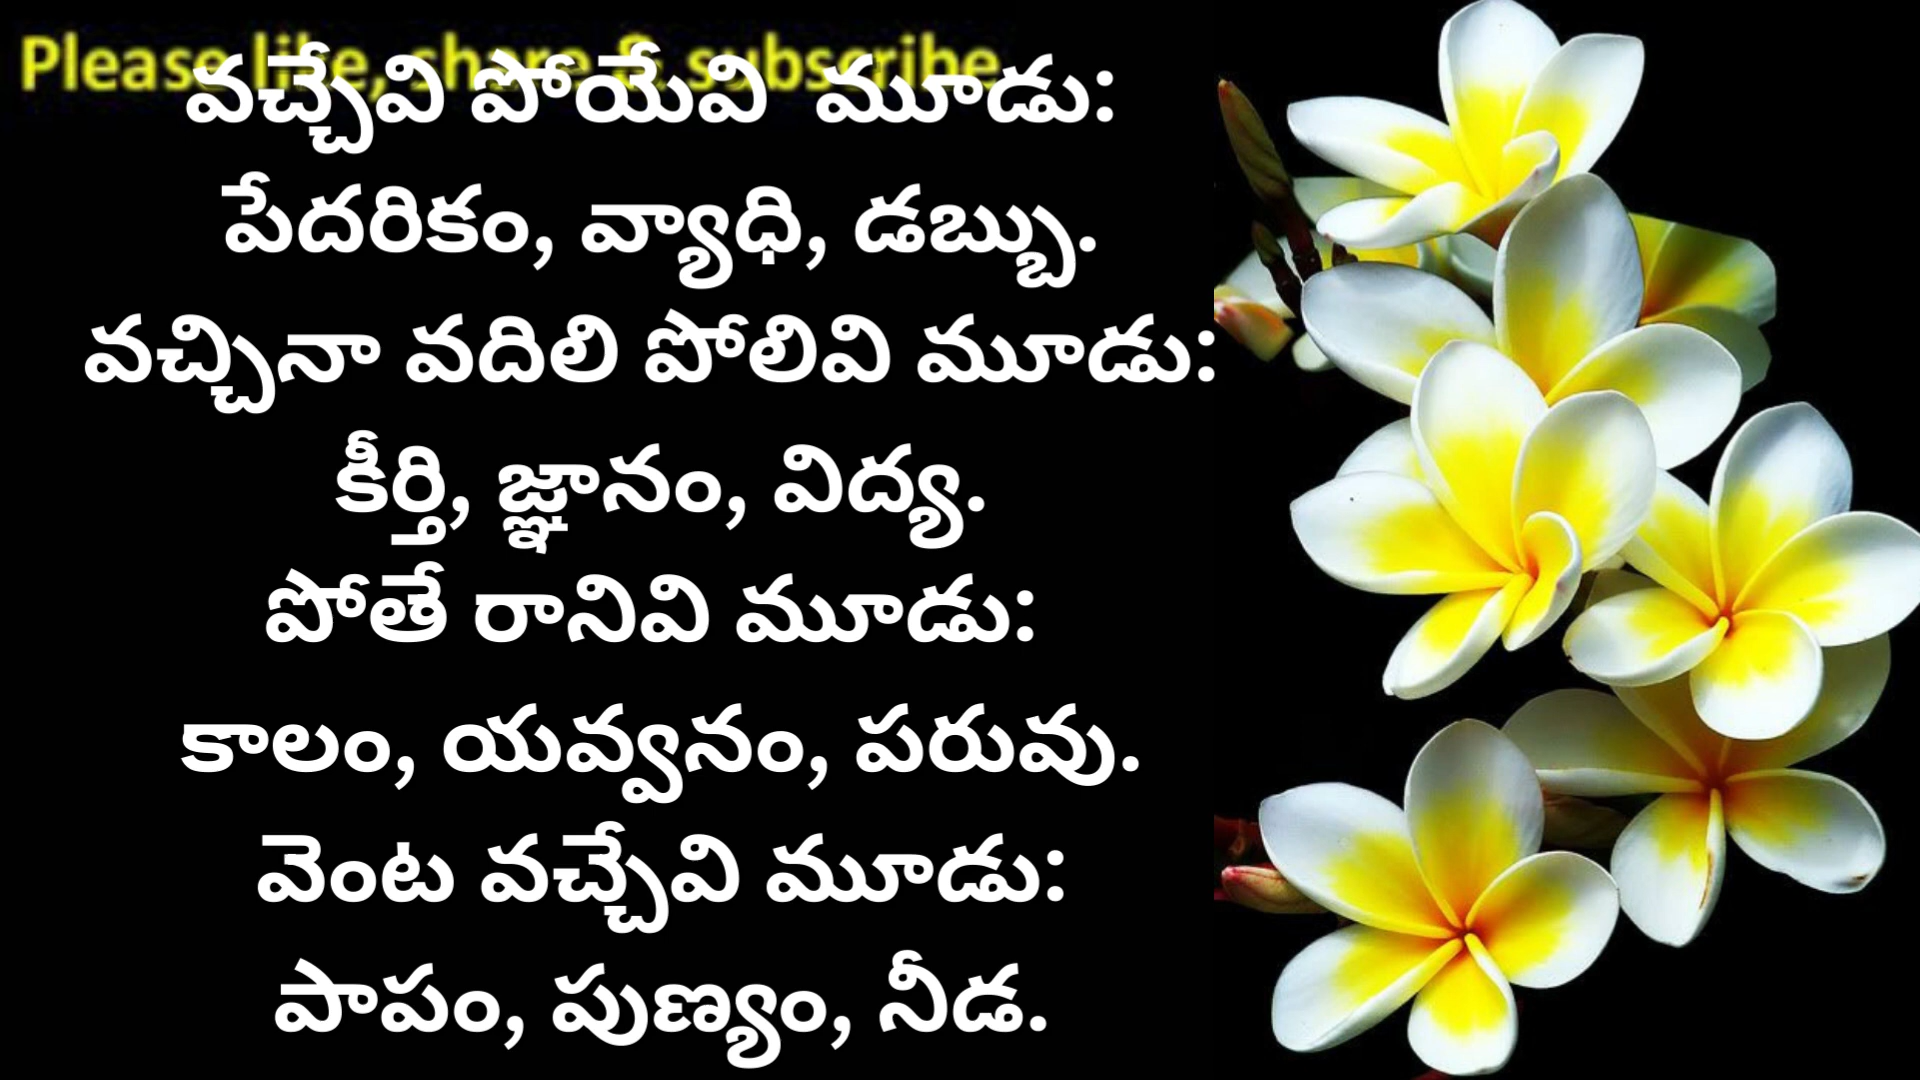 Please like, share & subscribe
వచ్చేవి పోయేవి మూడు:
పేదరికం, వ్యాధి, డబ్బు.
వచ్చినా వదిలి పోలివి మూడు:
కీర్తి, జ్ఞానం, విద్య.
పోతే రానివి మూడు:
కాలం, యవ్వనం, పరువు.
వెంట వచ్చేవి మూడు:
పాపం, పుణ్యం, నీడ.